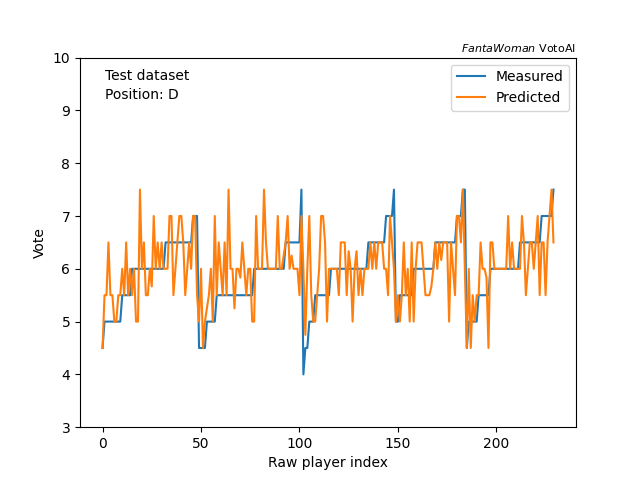 FantaWoman VotoAI
Test dataset
Position: D
Measured
Predicted
10
9
8
7
6
5
4
3
Vote
0
50
100
150
200
Raw player index